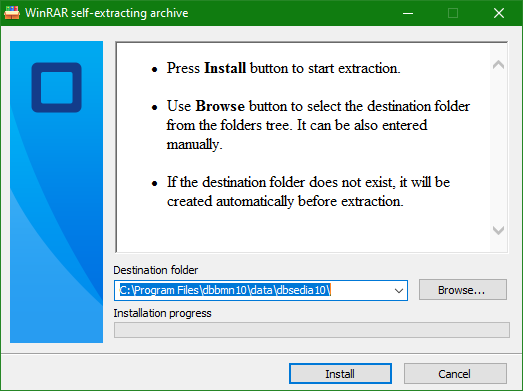 WinRAR self-extracting archive
• Press Install button to start extraction.
• Use Browse button to select the destination folder
from the folders tree. It can be also entered
manually.
• If the destination folder does not exist, it will be
created automatically before extraction.
Destination folder
C:\Program Files\dbbmn10\data\dbsedia10\
Browse...
Installation progress
Install
Cancel